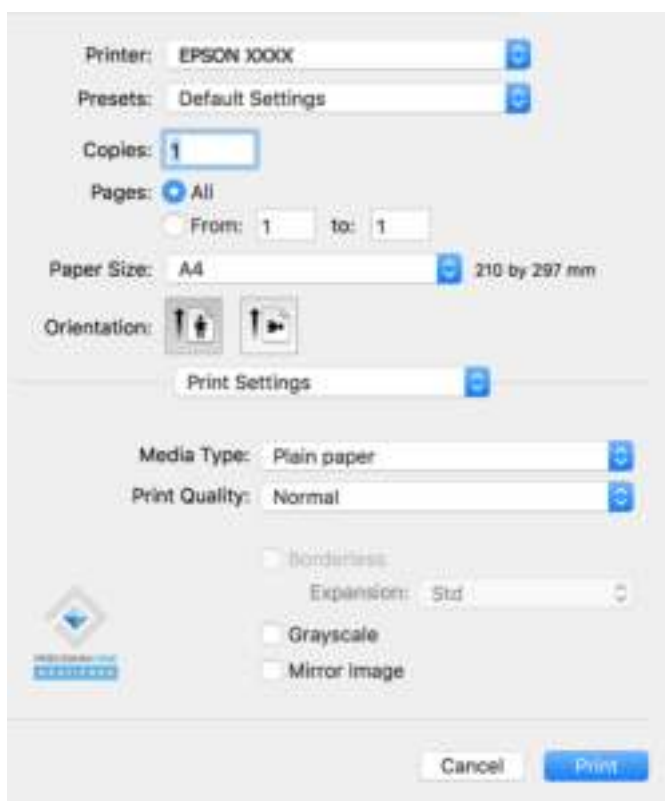 Printer: EPSON XXXX
Presets: Default Settings
Copies: 1
Pages: All
From: 1 to: 1
Paper Size: A4 210 by 297 mm
Orientation:
Print Settings
Media Type: Plain paper
Print Quality: Normal
Borderless
Expansion: Std
Grayscale
Mirror Image
Cancel Print